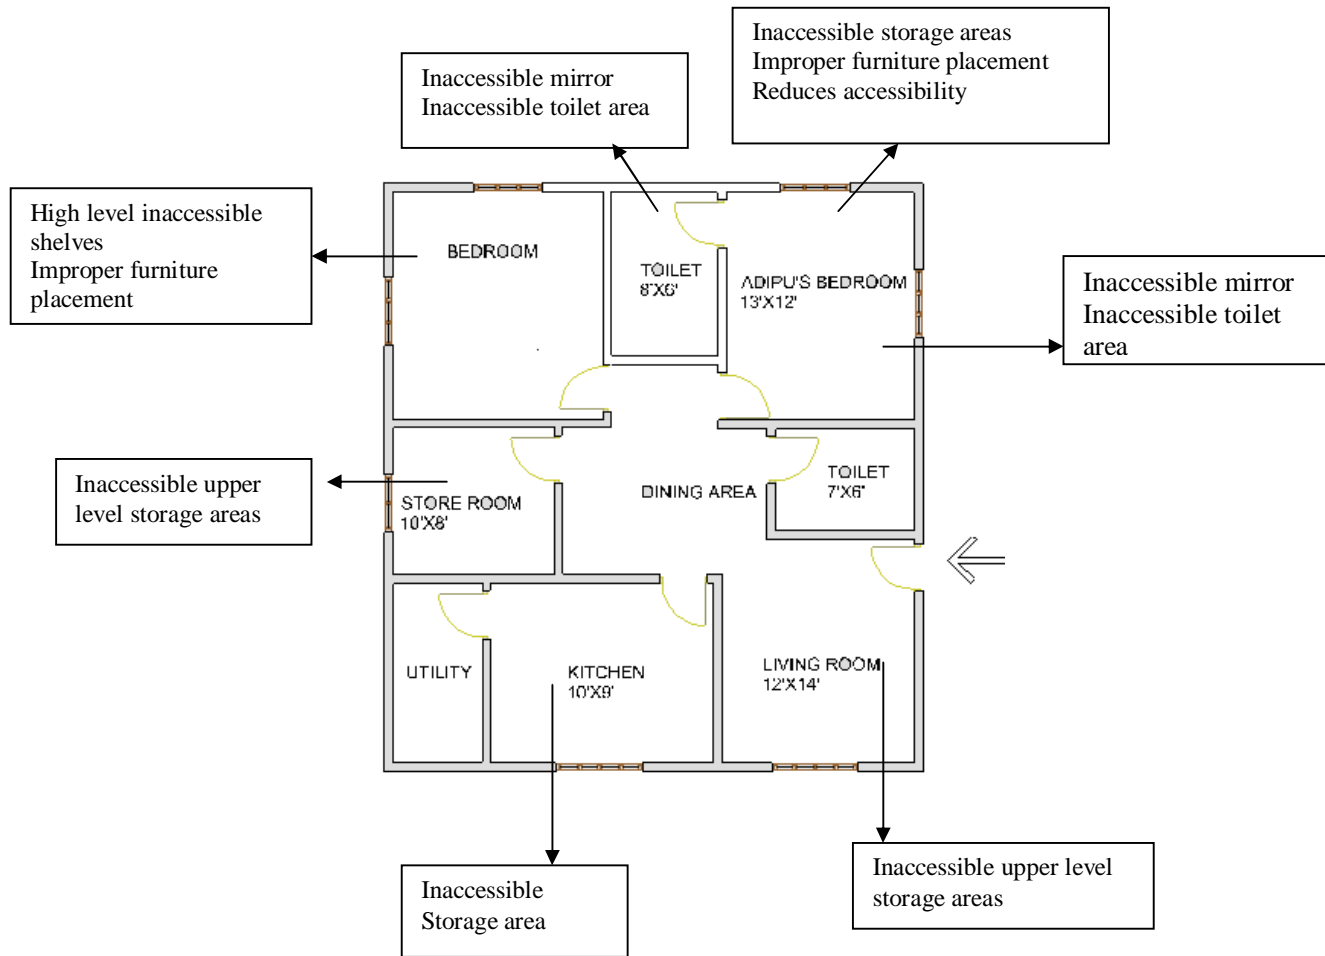 Inaccessible storage areas
Improper furniture placement
Reduces accessibility
Inaccessible mirror
Inaccessible toilet area
High level inaccessible
shelves
Improper furniture
placement
BEDROOM
TOILET
8'X6'
ADIPU'S BEDROOM
13'X12'
Inaccessible mirror
Inaccessible toilet
area
Inaccessible upper
level storage areas
STORE ROOM
10'X8'
DINING AREA
TOILET
7'X6'
UTILITY
KITCHEN
10'X9'
LIVING ROOM
12'X14'
Inaccessible
Storage area
Inaccessible upper level
storage areas